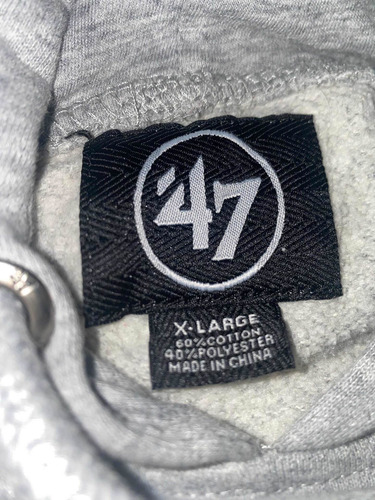 '47
X-LARGE
60%COTTON
40%POLYESTER
MADE IN CHINA